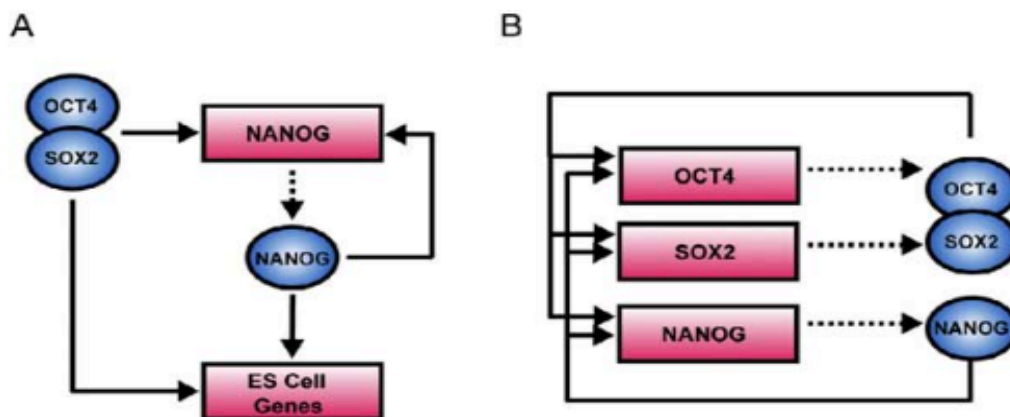 A
OCT4
SOX2
NANOG
NANOG
ES Cell
Genes
B
OCT4
SOX2
NANOG
OCT4
SOX2
NANOG